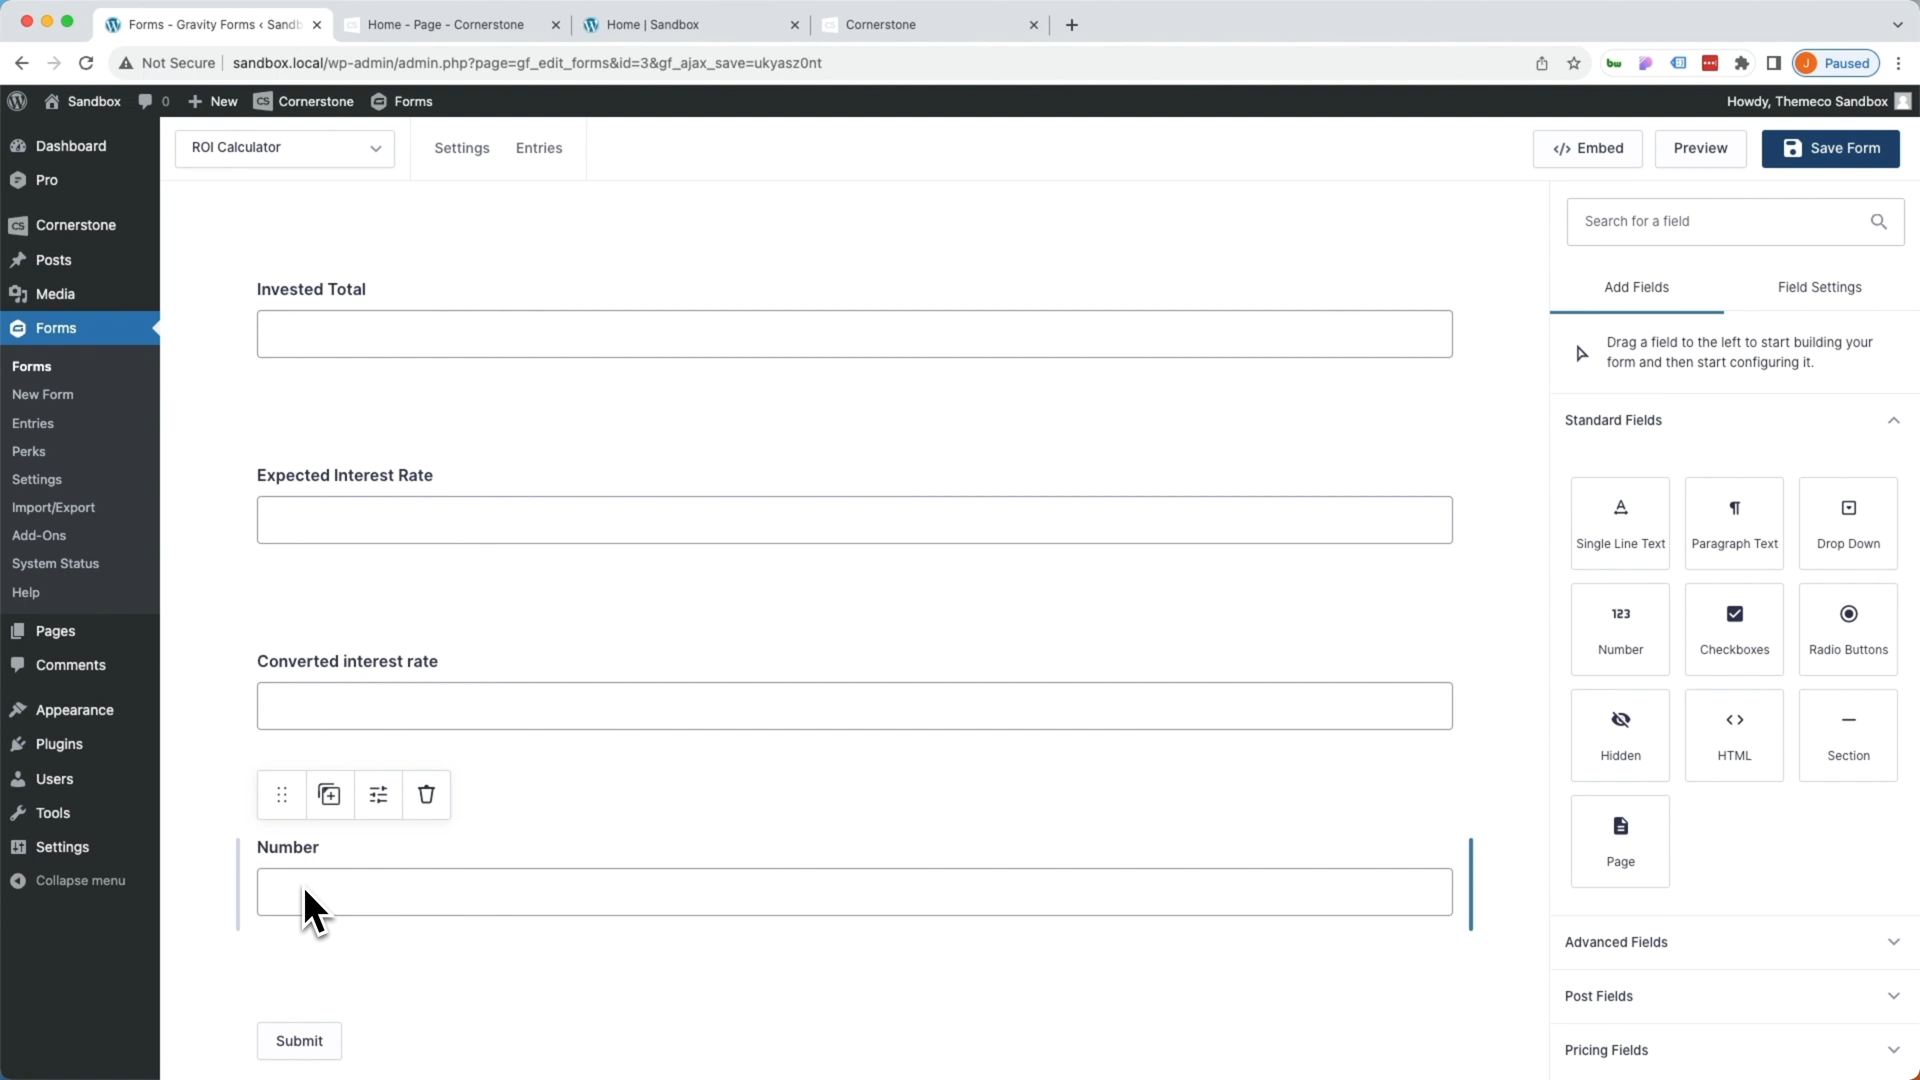 Forms - Gravity Forms ‹ Sandb
Home - Page - Cornerstone
Home | Sandbox
Cornerstone
Not Secure
sandbox.local/wp-admin/admin.php?page=gf_edit_forms&id=3&gf_ajax_save=ukyasz0nt
bw
J
Paused
Sandbox
0
New
CS
Cornerstone
Forms
Howdy, Themeco Sandbox
Dashboard
Pro
CS
Cornerstone
Posts
Media
Forms
Forms
New Form
Entries
Perks
Settings
Import/Export
Add-Ons
System Status
Help
Pages
Comments
Appearance
Plugins
Users
Tools
Settings
Collapse menu
ROI Calculator
Settings
Entries
Embed
Preview
Save Form
Invested Total
Expected Interest Rate
Converted interest rate
Number
Submit
Search for a field
Add Fields
Field Settings
Drag a field to the left to start building your
form and then start configuring it.
Standard Fields
Single Line Text
Paragraph Text
Drop Down
123
Number
Checkboxes
Radio Buttons
Hidden
HTML
Section
Page
Advanced Fields
Post Fields
Pricing Fields